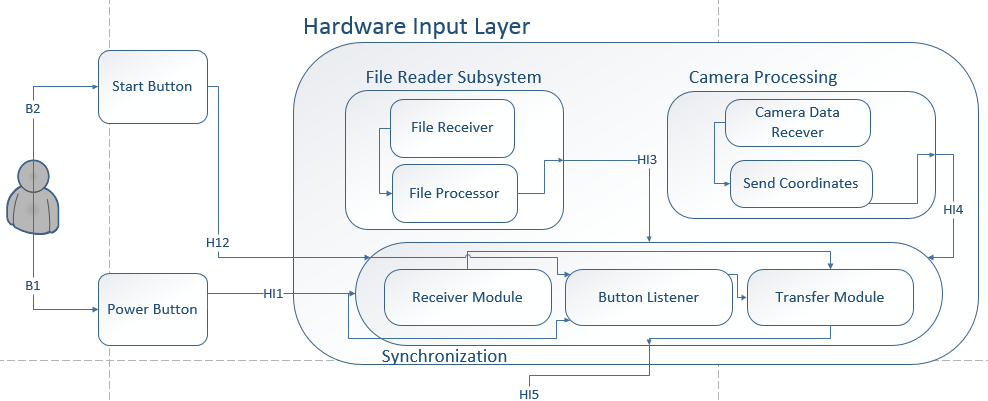 Hardware Input Layer
File Reader Subsystem
Camera Processing
Start Button
File Receiver
Camera Data
Recever
B2
HI3
File Processor
Send Coordinates
HI4
H12
B1
HI1
Receiver Module
Button Listener
Transfer Module
Power Button
Synchronization
HI5